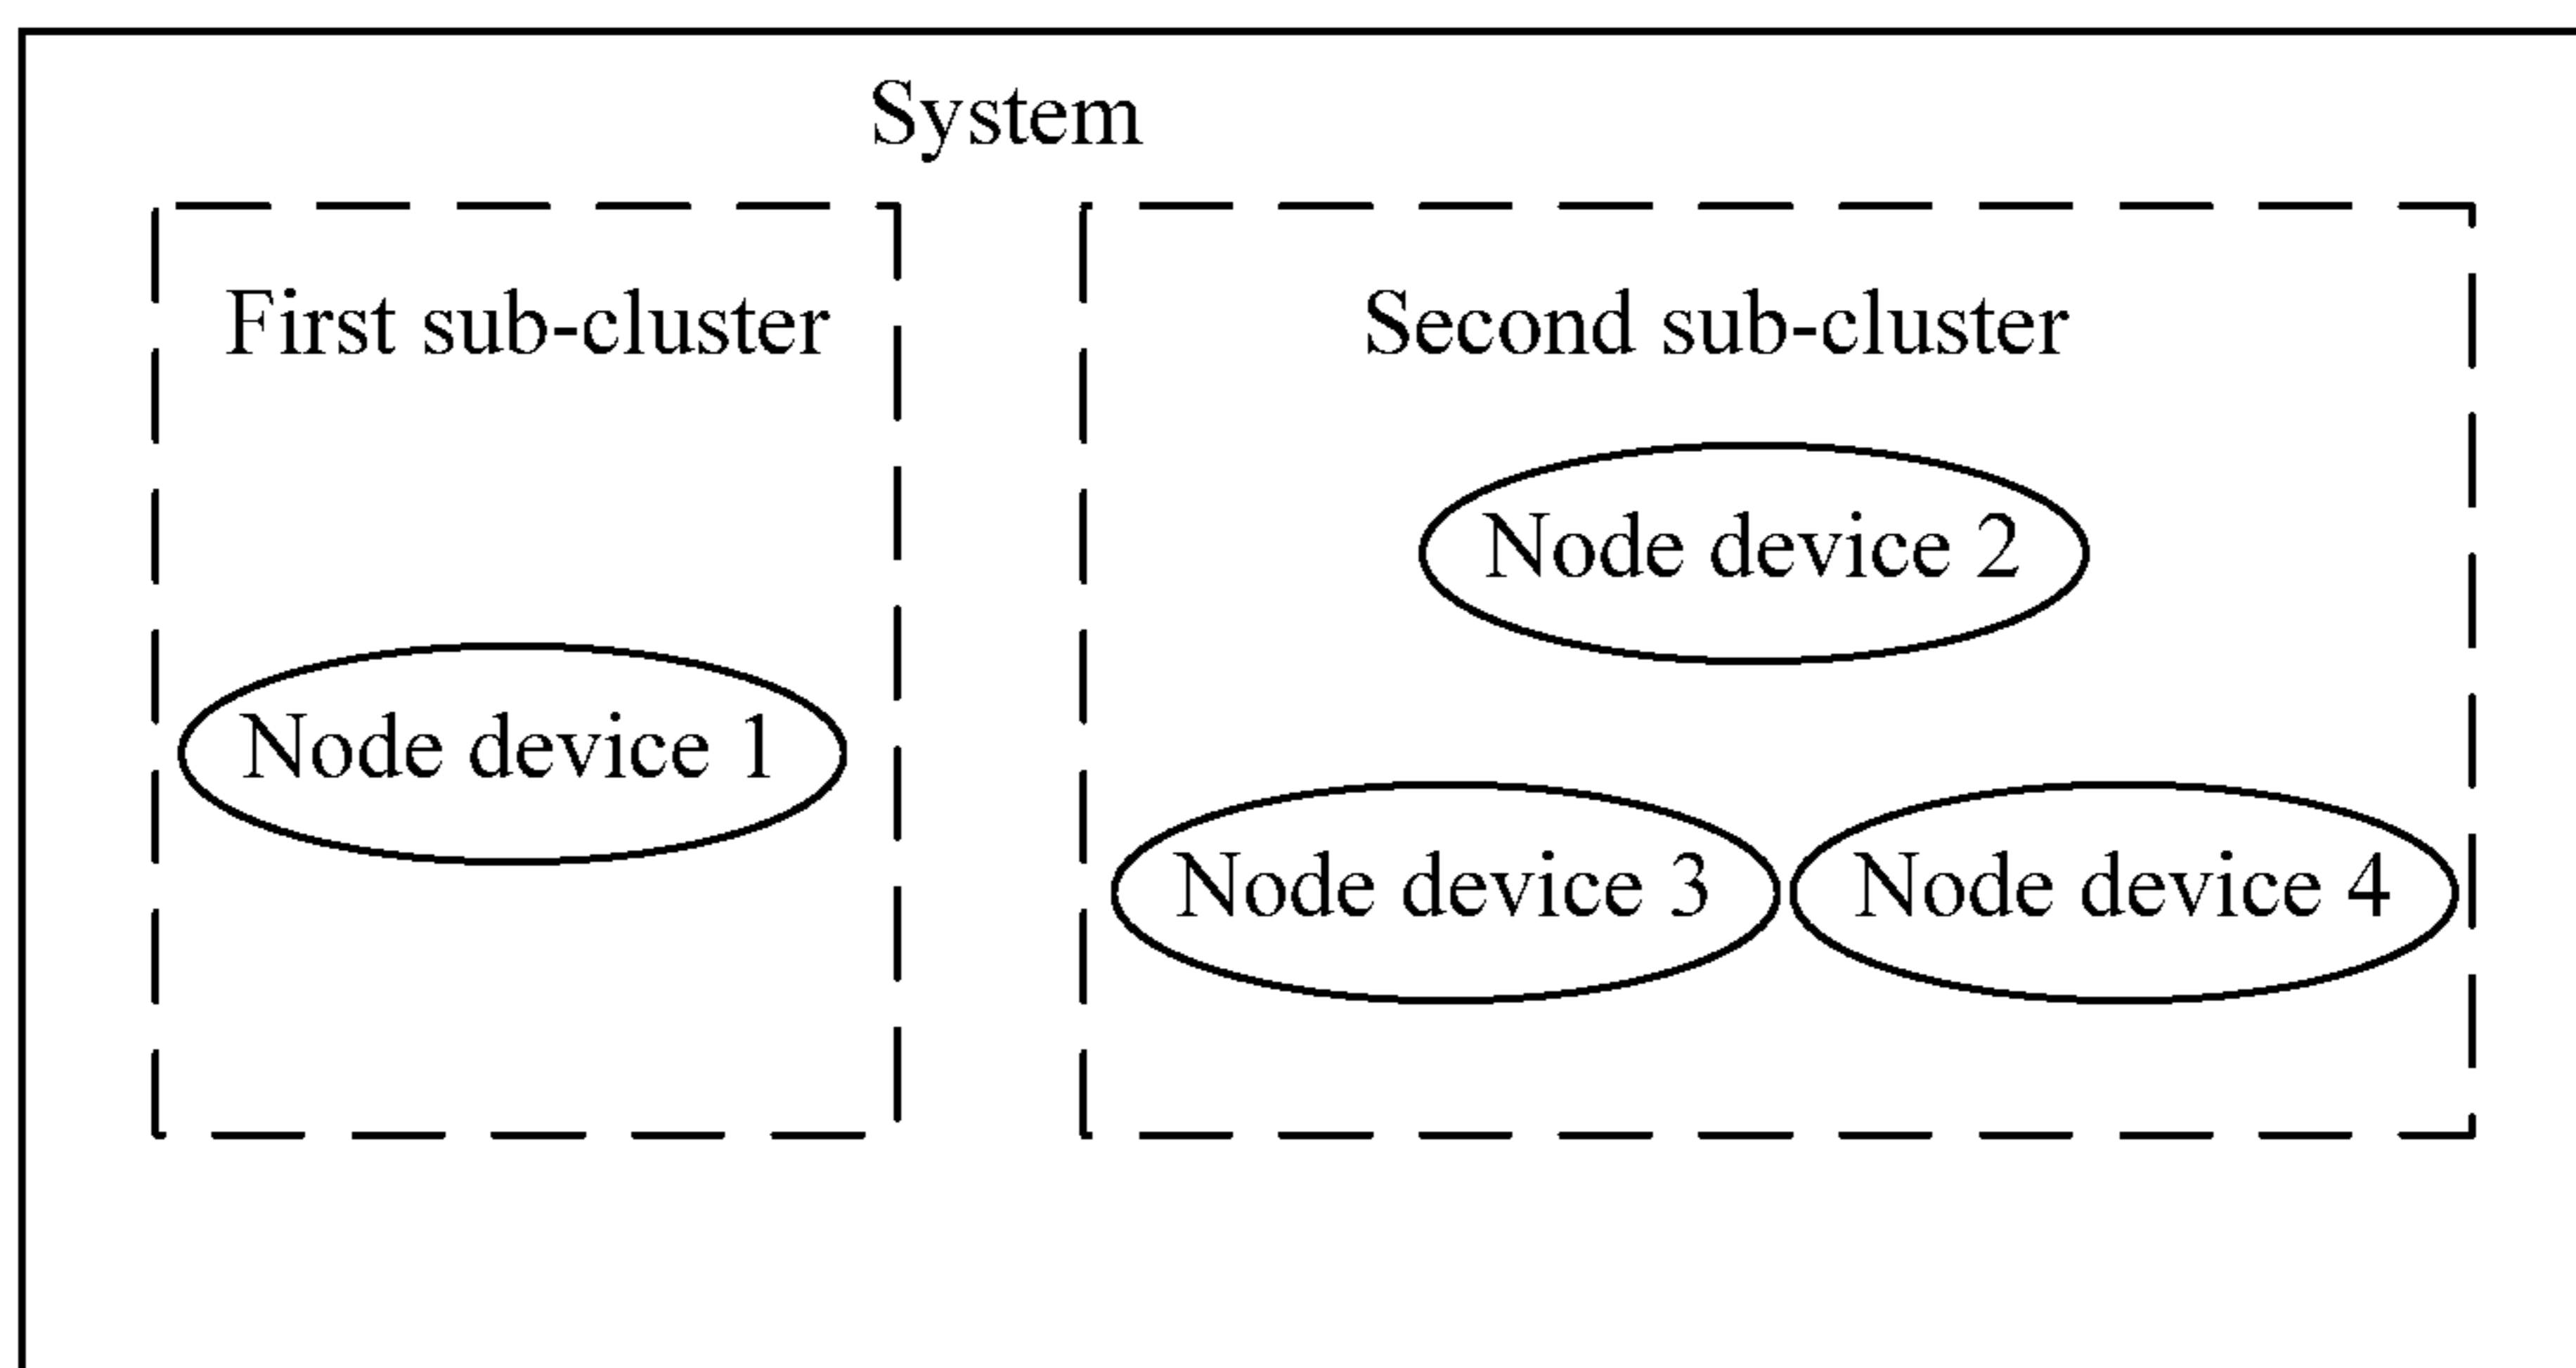 System
First sub-cluster
Node device 1
Second sub-cluster
Node device 2
Node device 3
Node device 4